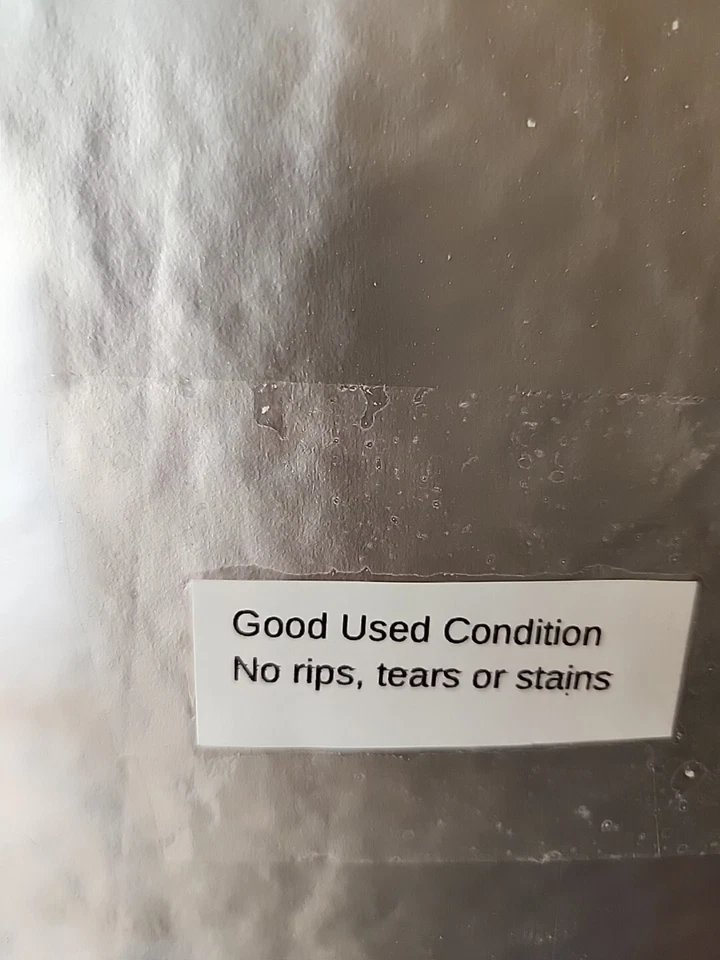 Good Used Condition
No rips, tears or stains